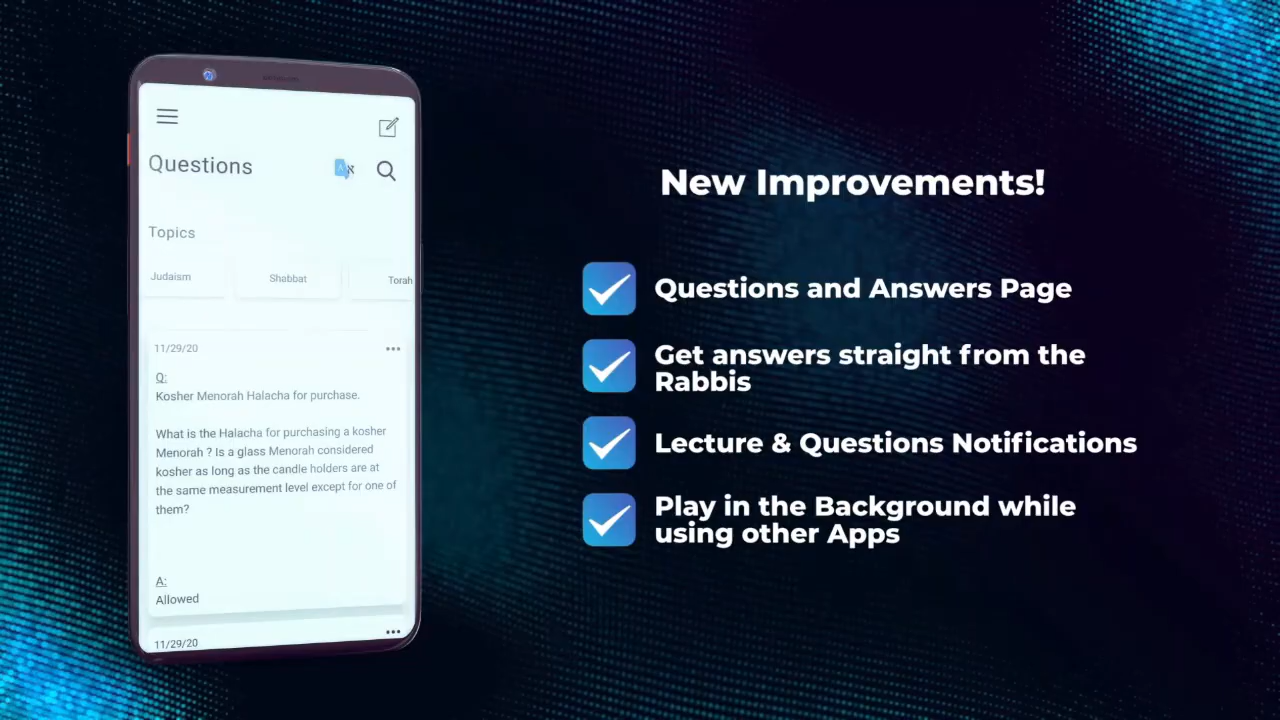 Questions
Topics
Judaism
Shabbat
Torah
11/29/20
Q:
Kosher Menorah Halacha for purchase.
What is the Halacha for purchasing a kosher
Menorah ? Is a glass Menorah considered
kosher as long as the candle holders are at
the same measurement level except for one of
them?
A:
Allowed
11/29/20
New Improvements!
Questions and Answers Page
Get answers straight from the
Rabbis
Lecture & Questions Notifications
Play in the Background while
using other Apps